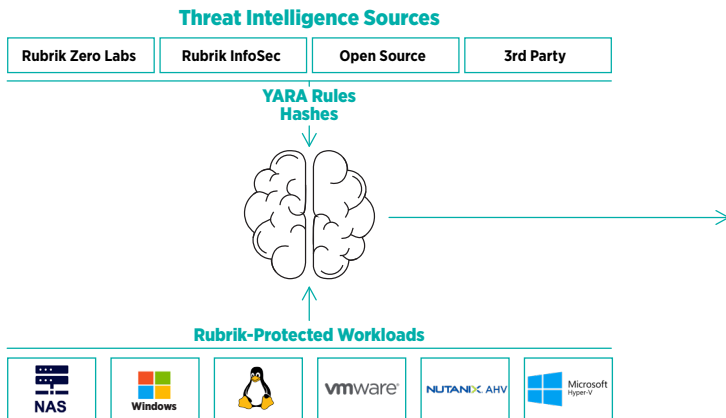 Threat Intelligence Sources
Rubrik Zero Labs
Rubrik InfoSec
Open Source
3rd Party
YARA Rules
Hashes
Rubrik-Protected Workloads
NAS
Windows
vmware®
NUTANIX AHV
Microsoft
Hyper-V